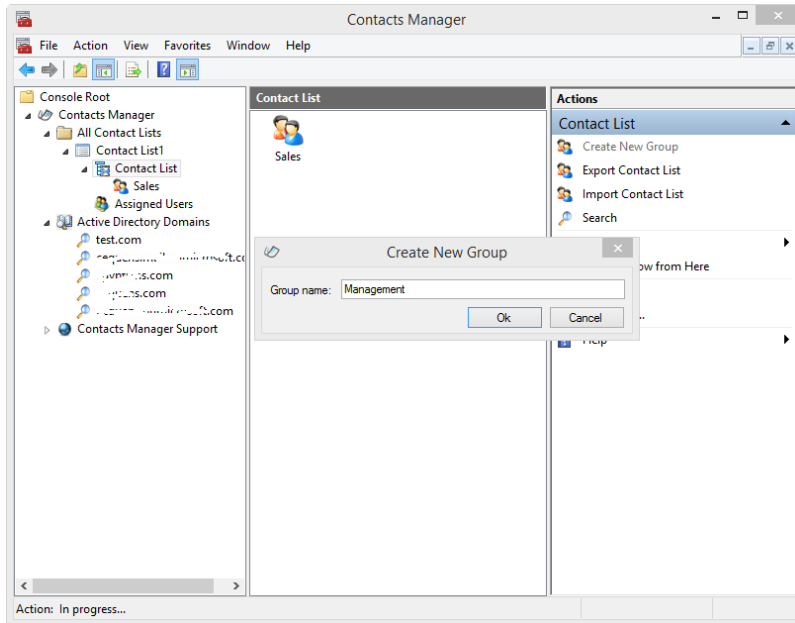 Contacts Manager
File Action View Favorites Window Help
Console Root
Contacts Manager
All Contact Lists
Contact List1
Contact List
Sales
Assigned Users
Active Directory Domains
test.com
Contacts Manager Support
Contact List
Sales
Create New Group
Group name: Management
Ok Cancel
Actions
Contact List
Create New Group
Export Contact List
Import Contact List
Search
from Here
Help
Action: In progress...